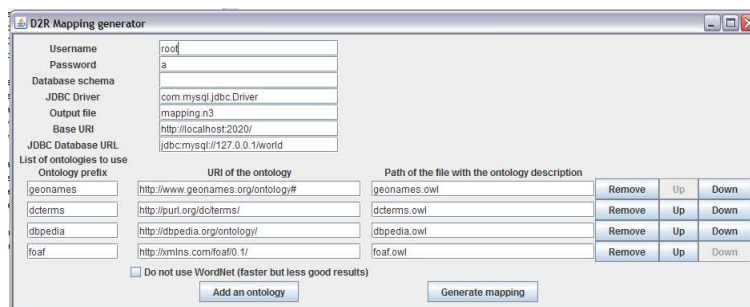 D2R Mapping generator
Username root
Password a
Database schema
JDBC Driver com.mysql.jdbc.Driver
Output file mapping.n3
Base URI http://localhost:2020/
JDBC Database URL jdbc:mysql://127.0.0.1/world
List of ontologies to use
Ontology prefix URI of the ontology Path of the file with the ontology description
geonames http://www.geonames.org/ontology# geonames.owl Remove Up Down
dcterms http://purl.org/dc/terms/ dcterms.owl Remove Up Down
dbpedia http://dbpedia.org/ontology/ dbpedia.owl Remove Up Down
foaf http://xmlns.com/foaf/0.1/ foaf.owl Remove Up Down
Do not use WordNet (faster but less good results)
Add an ontology Generate mapping